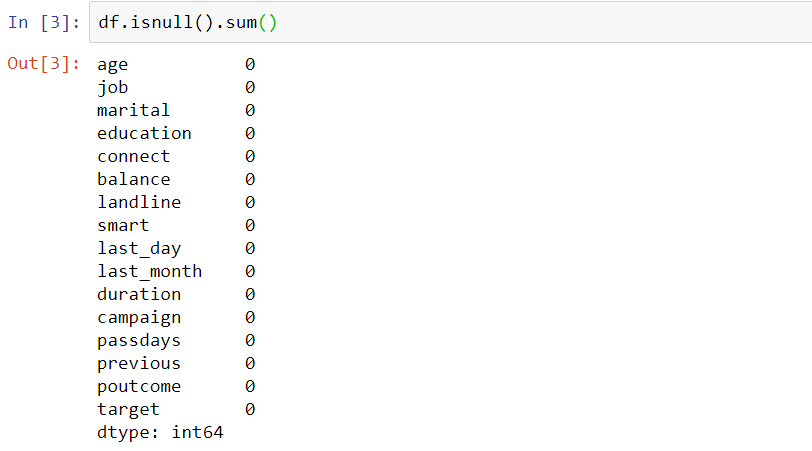 In [3]: df.isnull().sum()
Out[3]: age 0
job 0
marital 0
education 0
connect 0
balance 0
landline 0
smart 0
last_day 0
last_month 0
duration 0
campaign 0
passdays 0
previous 0
poutcome 0
target 0
dtype: int64